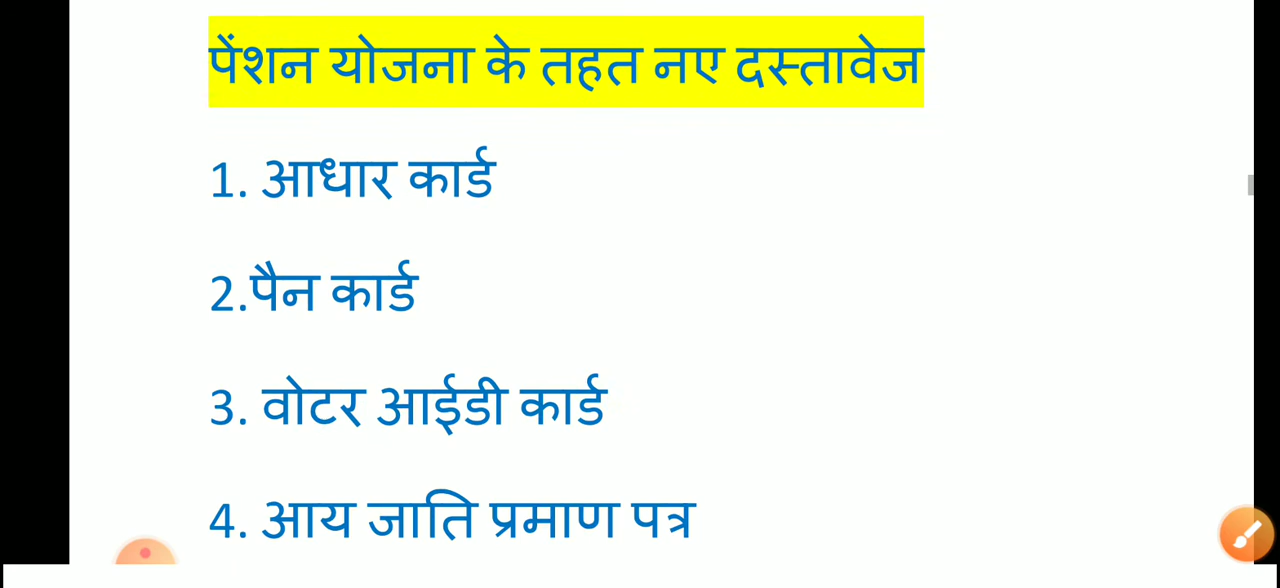 पेंशन योजना के तहत नए दस्तावेज
1. आधार कार्ड
2.पैन कार्ड
3. वोटर आईडी कार्ड
4. आय जाति प्रमाण पत्र